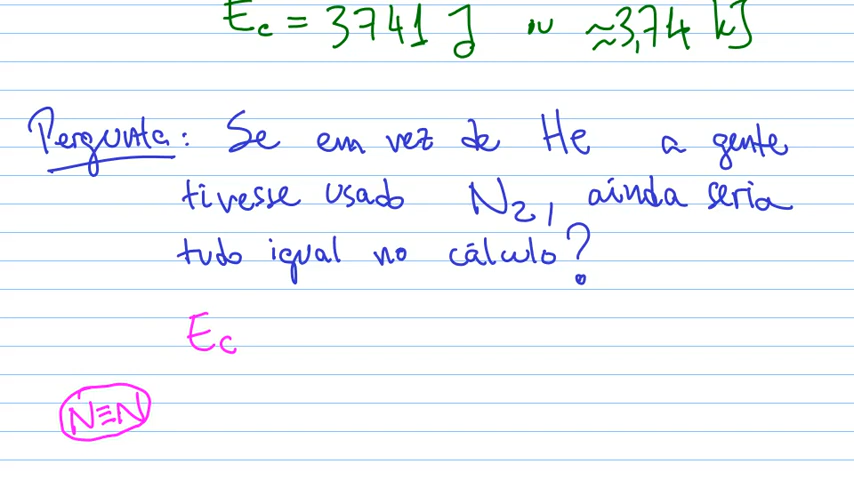 Ec = 3741 J ou ≈3,74 kJ
Pergunta: Se em vez de He a gente
tivesse usado N2, ainda seria
tudo igual no cálculo?
Ec
N≡N